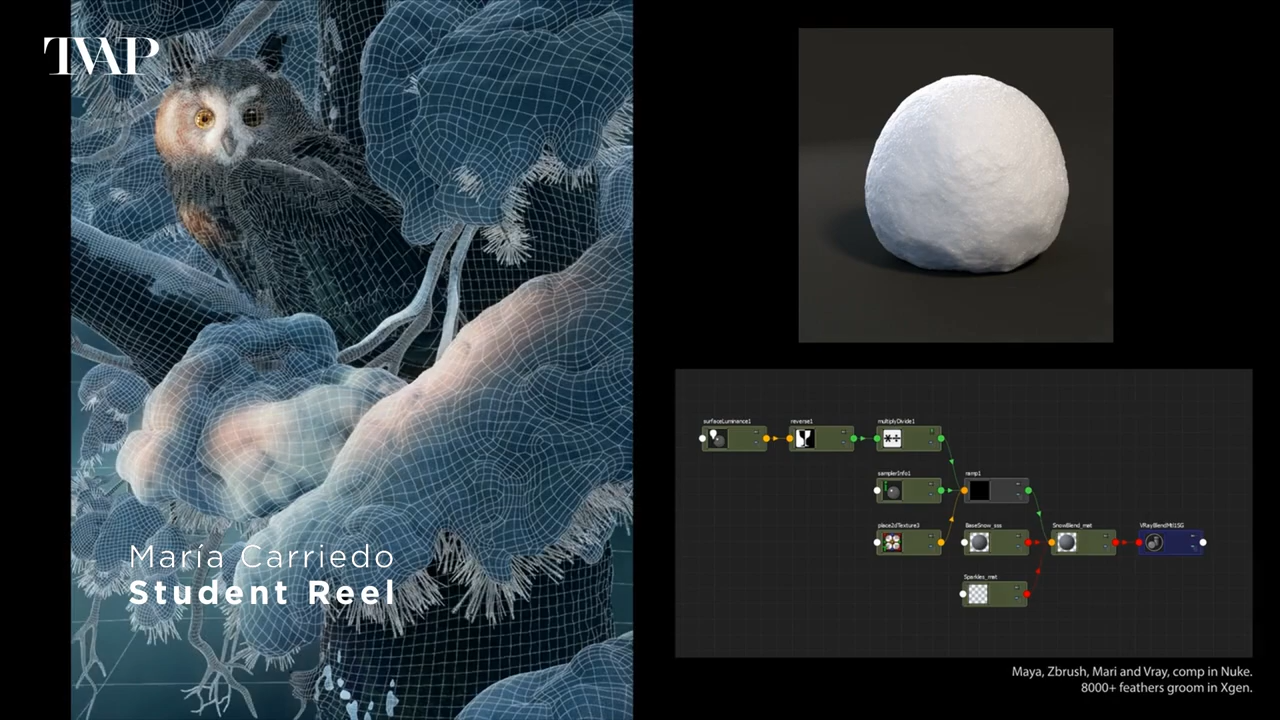 TWAP
María Carriedo
Student Reel
surfaceLuminance1
reverse1
multiplyDivide1
samplerInfo1
ramp1
place2dTexture3
BaseSnow_sss
SnowBlend_mat
VRayBlendMtl1SG
Sparkles_mat
Maya, Zbrush, Mari and Vray, comp in Nuke.
8000+ feathers groom in Xgen.